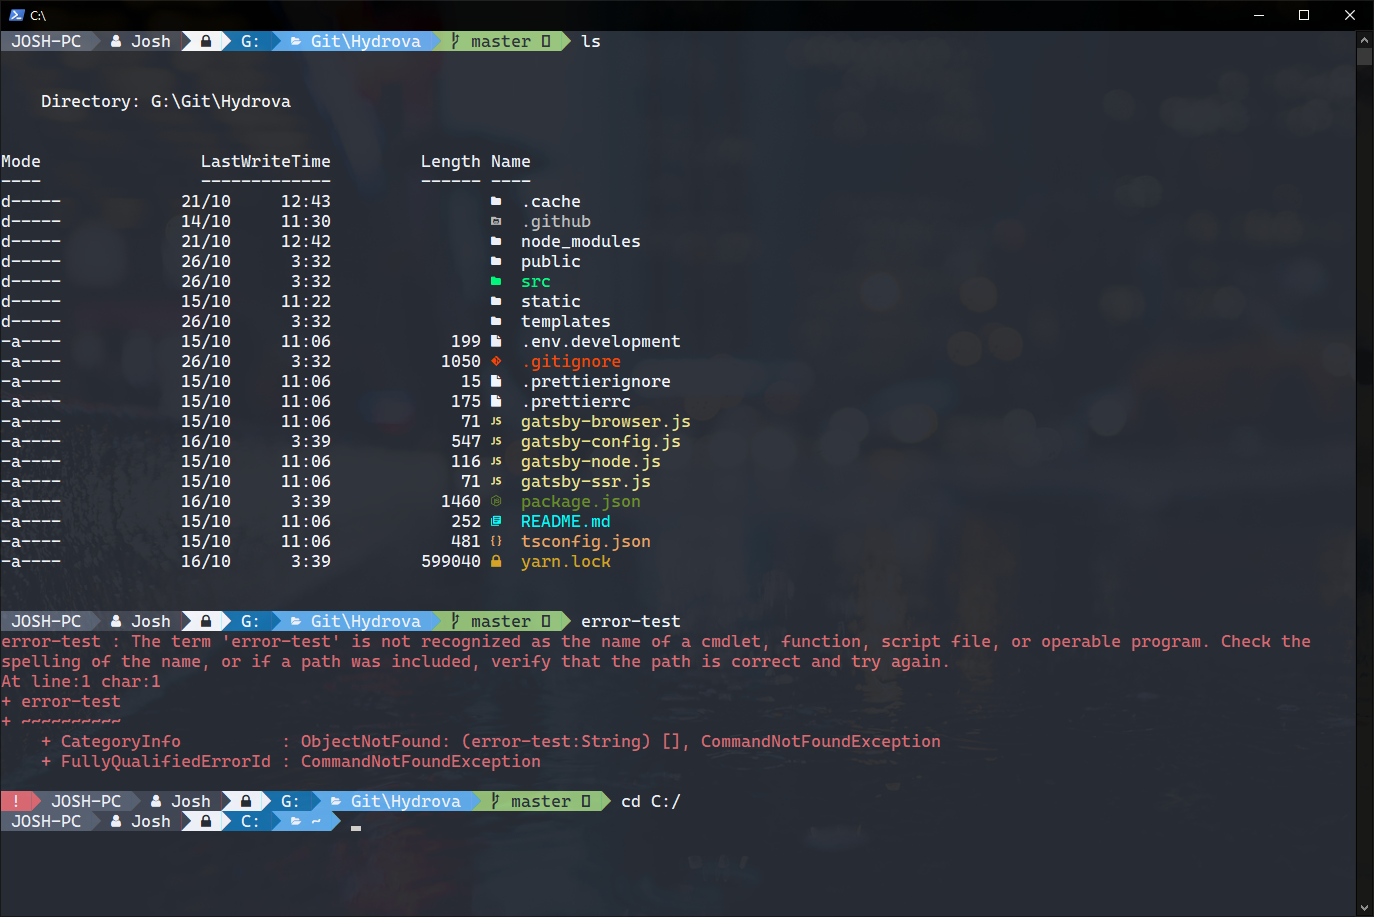 C:\
JOSH-PC Josh G: Git\Hydrova master ls
Directory: G:\Git\Hydrova
Mode LastWriteTime Length Name
---- ------------- ------ ----
d----- 21/10 12:43 .cache
d----- 14/10 11:30 .github
d----- 21/10 12:42 node_modules
d----- 26/10 3:32 public
d----- 26/10 3:32 src
d----- 15/10 11:22 static
d----- 26/10 3:32 templates
-a---- 15/10 11:06 199 .env.development
-a---- 26/10 3:32 1050 .gitignore
-a---- 15/10 11:06 15 .prettierignore
-a---- 15/10 11:06 175 .prettierrc
-a---- 15/10 11:06 71 JS gatsby-browser.js
-a---- 16/10 3:39 547 JS gatsby-config.js
-a---- 15/10 11:06 116 JS gatsby-node.js
-a---- 15/10 11:06 71 JS gatsby-ssr.js
-a---- 16/10 3:39 1460 package.json
-a---- 15/10 11:06 252 README.md
-a---- 15/10 11:06 481 {} tsconfig.json
-a---- 16/10 3:39 599040 yarn.lock
JOSH-PC Josh G: Git\Hydrova master error-test
error-test : The term 'error-test' is not recognized as the name of a cmdlet, function, script file, or operable program. Check the
spelling of the name, or if a path was included, verify that the path is correct and try again.
At line:1 char:1
+ error-test
+ ~~~~~~~~~~
+ CategoryInfo : ObjectNotFound: (error-test:String) [], CommandNotFoundException
+ FullyQualifiedErrorId : CommandNotFoundException
! JOSH-PC Josh G: Git\Hydrova master cd C:/
JOSH-PC Josh C: ~